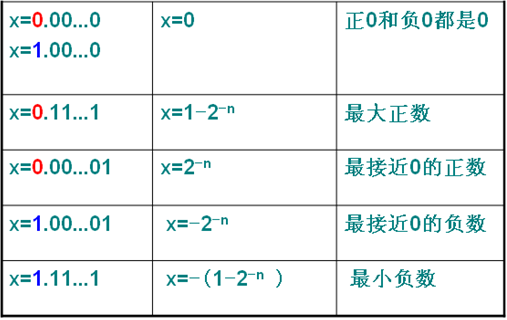 x=0.00...0 x=0 正0和负0都是0
x=1.00...0
x=0.11...1 x=1-2⁻ⁿ 最大正数
x=0.00...01 x=2⁻ⁿ 最接近0的正数
x=1.00...01 x=-2⁻ⁿ 最接近0的负数
x=1.11...1 x=-(1-2⁻ⁿ ) 最小负数